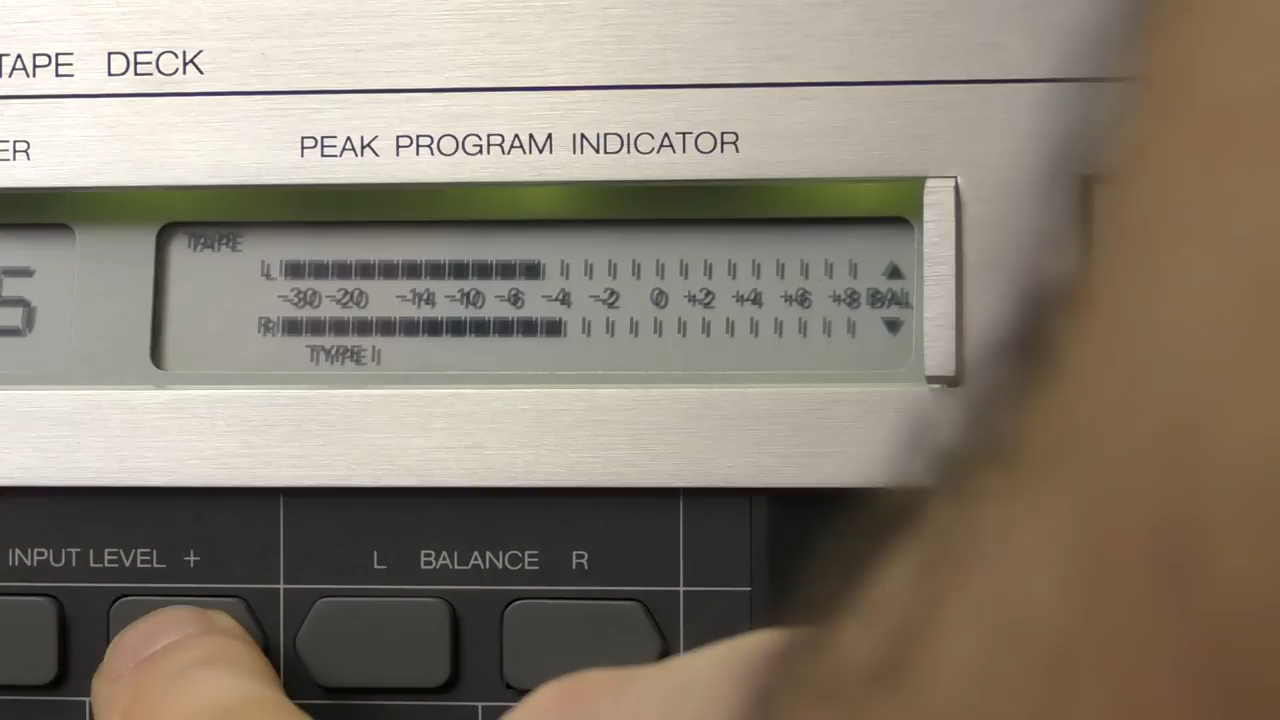 TAPE DECK
ER
PEAK PROGRAM INDICATOR
TAPE
L
-30 -20 -14 -10 -6 -4 -2 0 +2 +4 +6 +8 BAL
R
TYPE I
INPUT LEVEL +
L BALANCE R